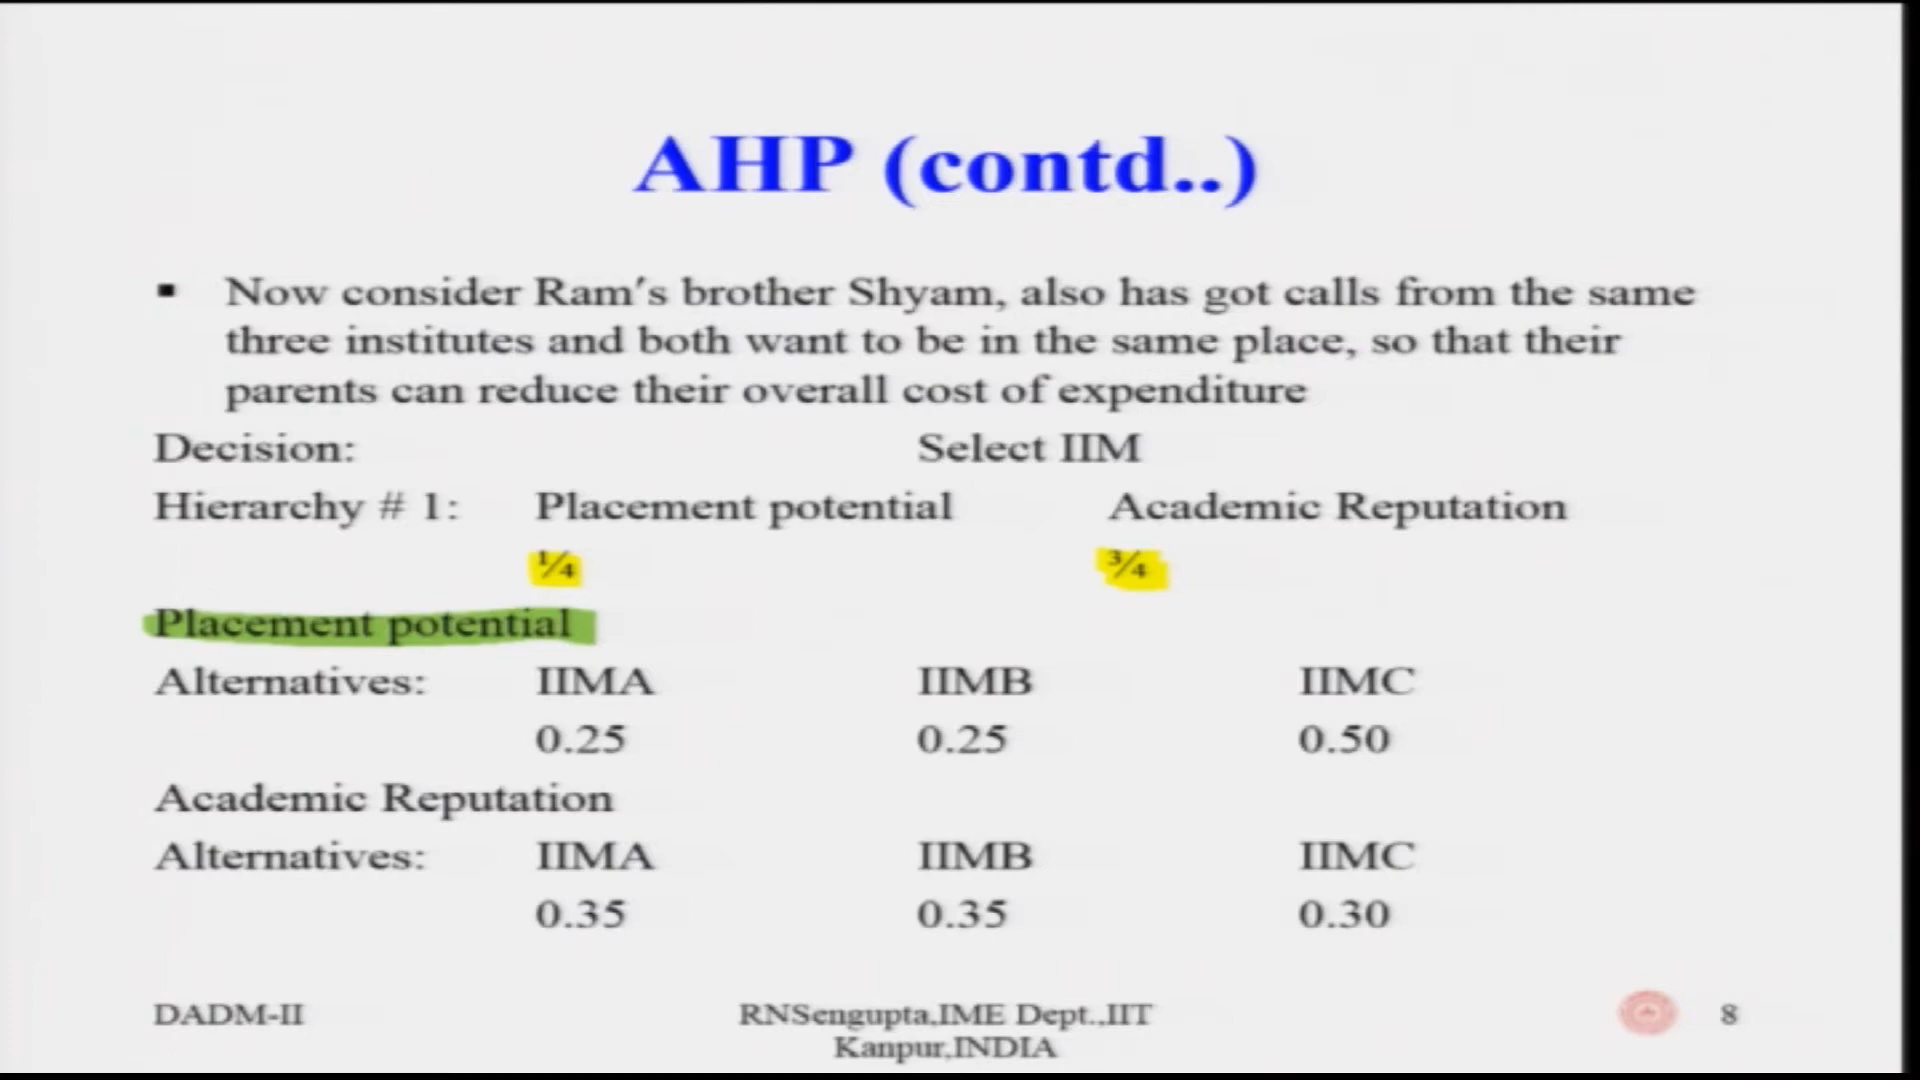 AHP (contd..)
▪ Now consider Ram's brother Shyam, also has got calls from the same
three institutes and both want to be in the same place, so that their
parents can reduce their overall cost of expenditure
Decision: Select IIM
Hierarchy # 1: Placement potential Academic Reputation
¼ ¾
Placement potential
Alternatives: IIMA IIMB IIMC
0.25 0.25 0.50
Academic Reputation
Alternatives: IIMA IIMB IIMC
0.35 0.35 0.30
DADM-II RNSengupta,IME Dept.,IIT 8
Kanpur,INDIA